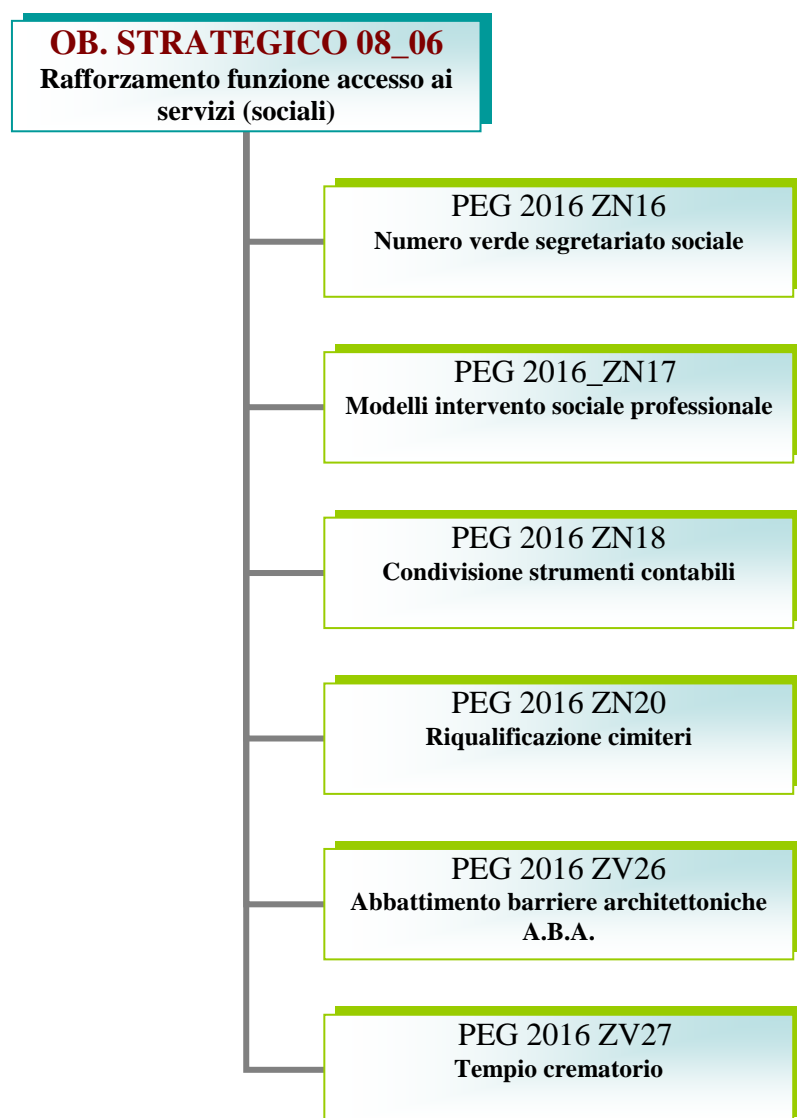 OB. STRATEGICO 08_06
Rafforzamento funzione accesso ai
servizi (sociali)
PEG 2016 ZN16
Numero verde segretariato sociale
PEG 2016_ZN17
Modelli intervento sociale professionale
PEG 2016 ZN18
Condivisione strumenti contabili
PEG 2016 ZN20
Riqualificazione cimiteri
PEG 2016 ZV26
Abbattimento barriere architettoniche
A.B.A.
PEG 2016 ZV27
Tempio crematorio